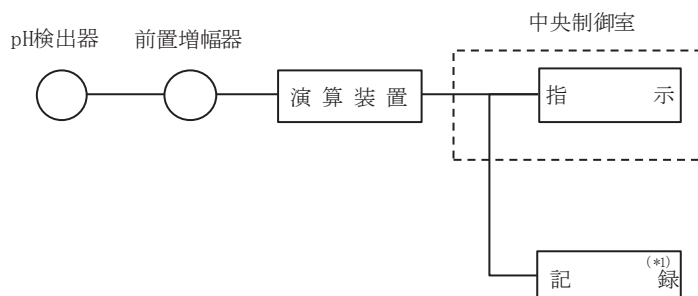 中央制御室
pH検出器
前置増幅器
演算装置
指示
記録(*1)